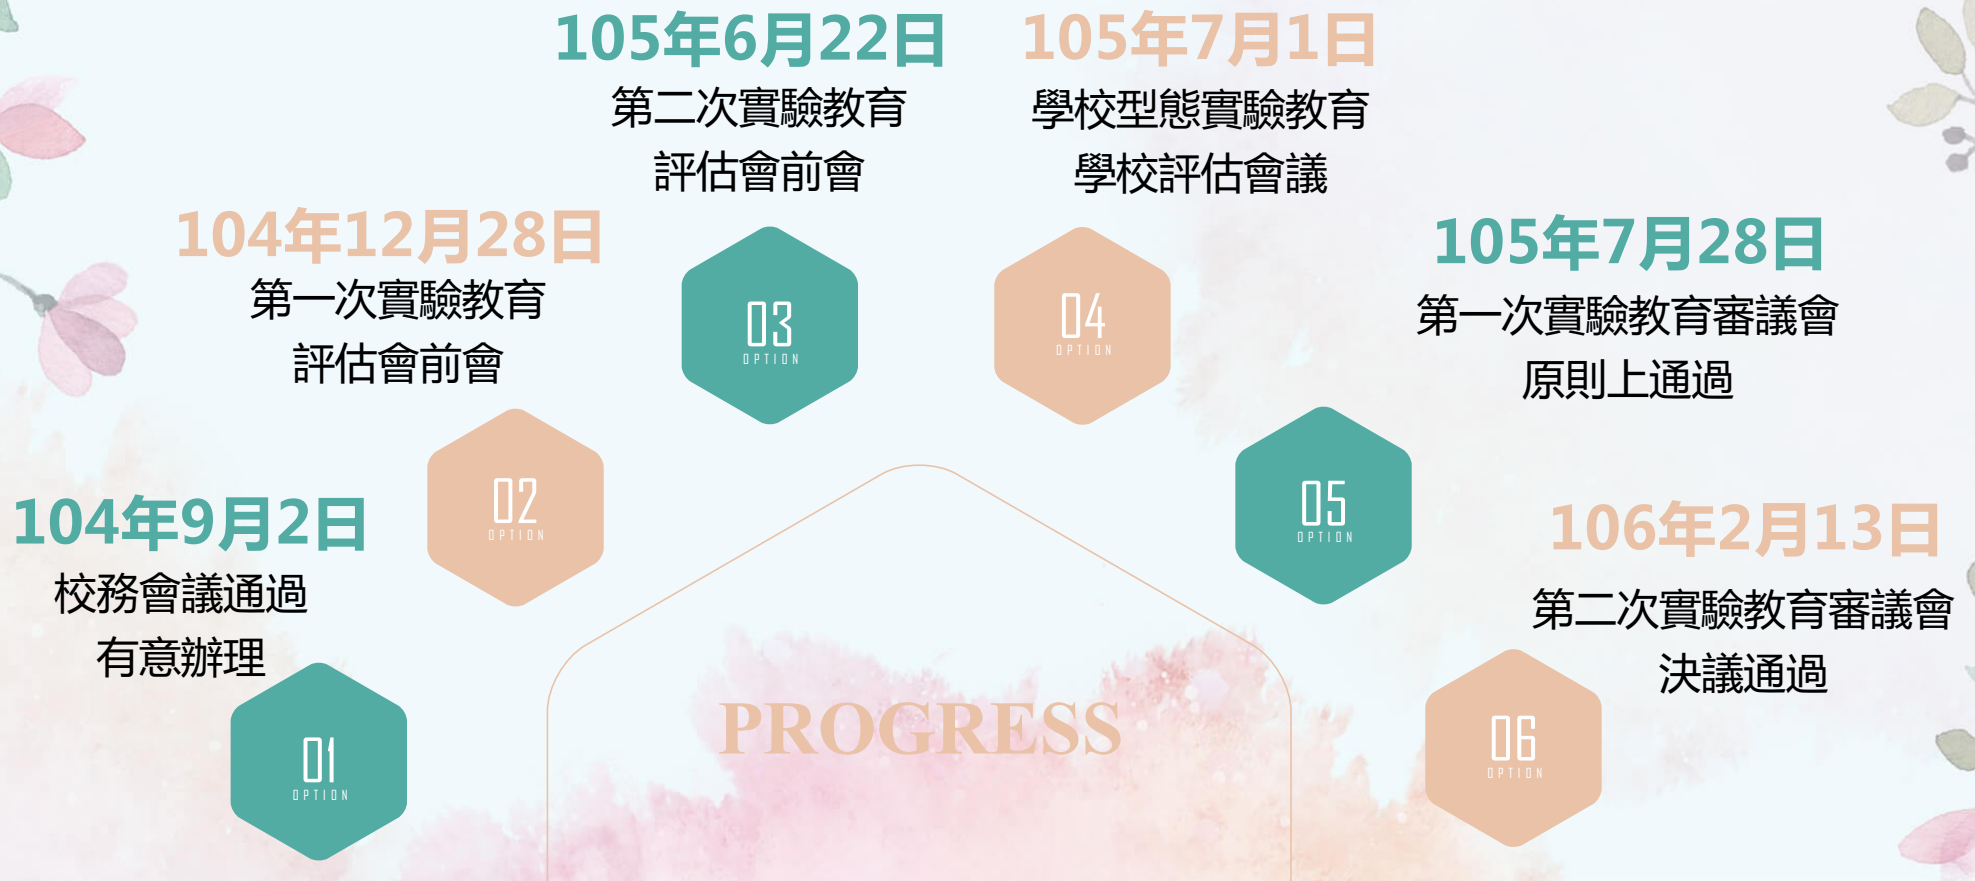 104年9月2日
校務會議通過
有意辦理
01
OPTION
104年12月28日
第一次實驗教育
評估會前會
02
OPTION
105年6月22日
第二次實驗教育
評估會前會
03
OPTION
105年7月1日
學校型態實驗教育
學校評估會議
04
OPTION
105年7月28日
第一次實驗教育審議會
原則上通過
05
OPTION
106年2月13日
第二次實驗教育審議會
決議通過
06
OPTION
PROGRESS